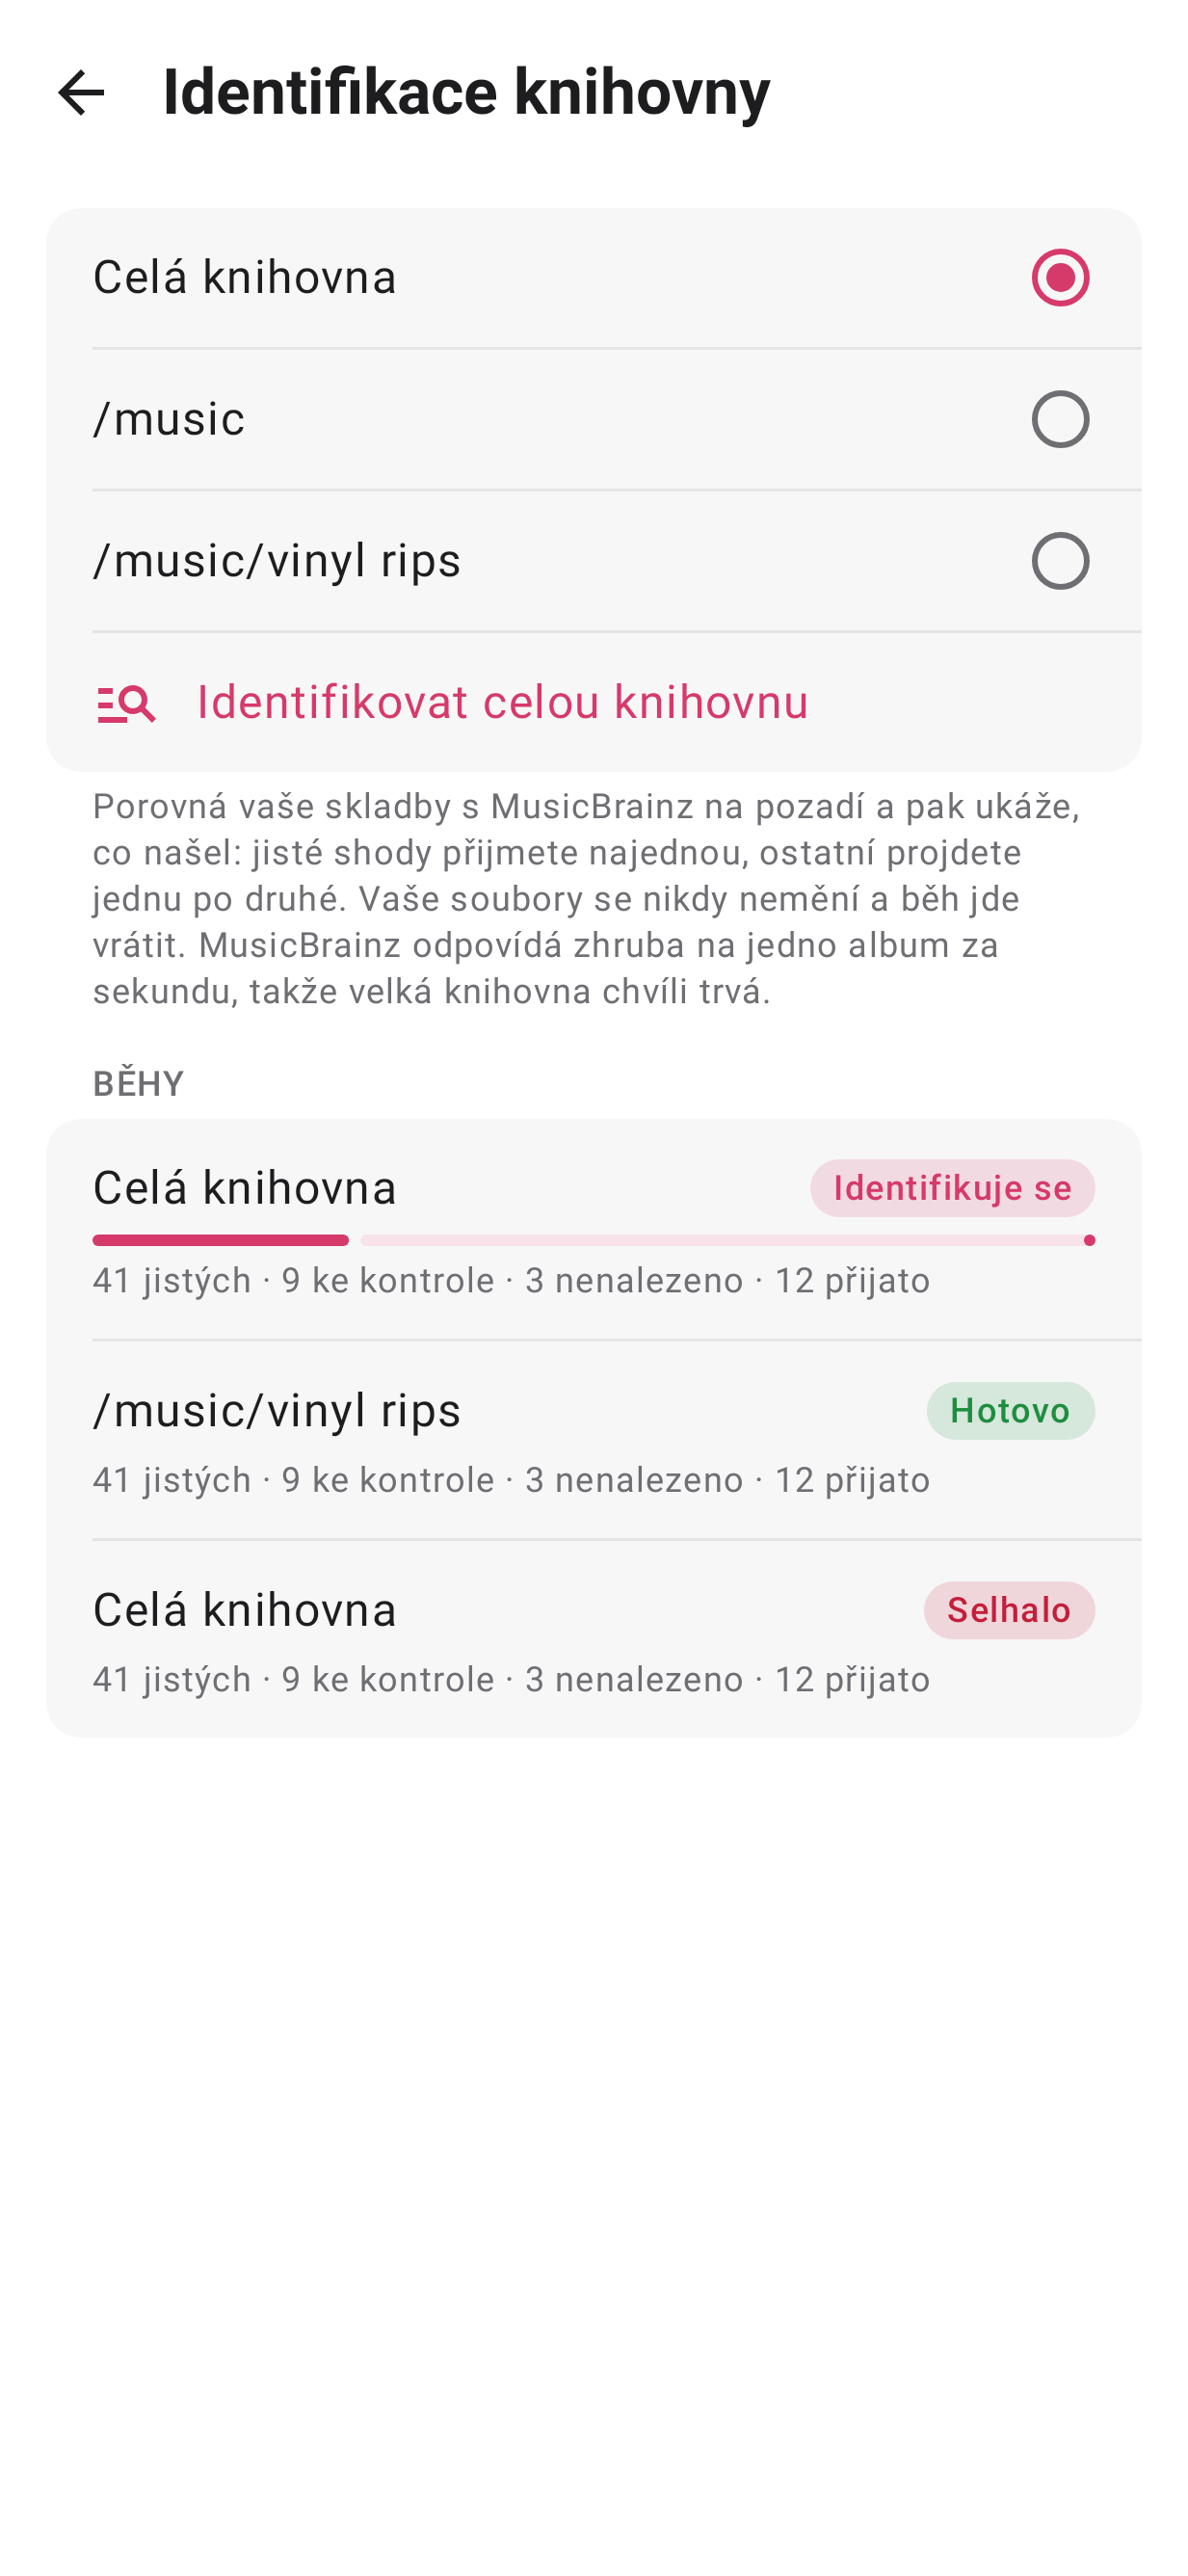 Identifikace knihovny
Celá knihovna
/music
/music/vinyl rips
Identifikovat celou knihovnu
Porovná vaše skladby s MusicBrainz na pozadí a pak ukáže,
co našel: jisté shody přijmete najednou, ostatní projdete
jednu po druhé. Vaše soubory se nikdy nemění a běh jde
vrátit. MusicBrainz odpovídá zhruba na jedno album za
sekundu, takže velká knihovna chvíli trvá.
BĚHY
Celá knihovna
Identifikuje se
41 jistých · 9 ke kontrole · 3 nenalezeno · 12 přijato
/music/vinyl rips
Hotovo
41 jistých · 9 ke kontrole · 3 nenalezeno · 12 přijato
Celá knihovna
Selhalo
41 jistých · 9 ke kontrole · 3 nenalezeno · 12 přijato